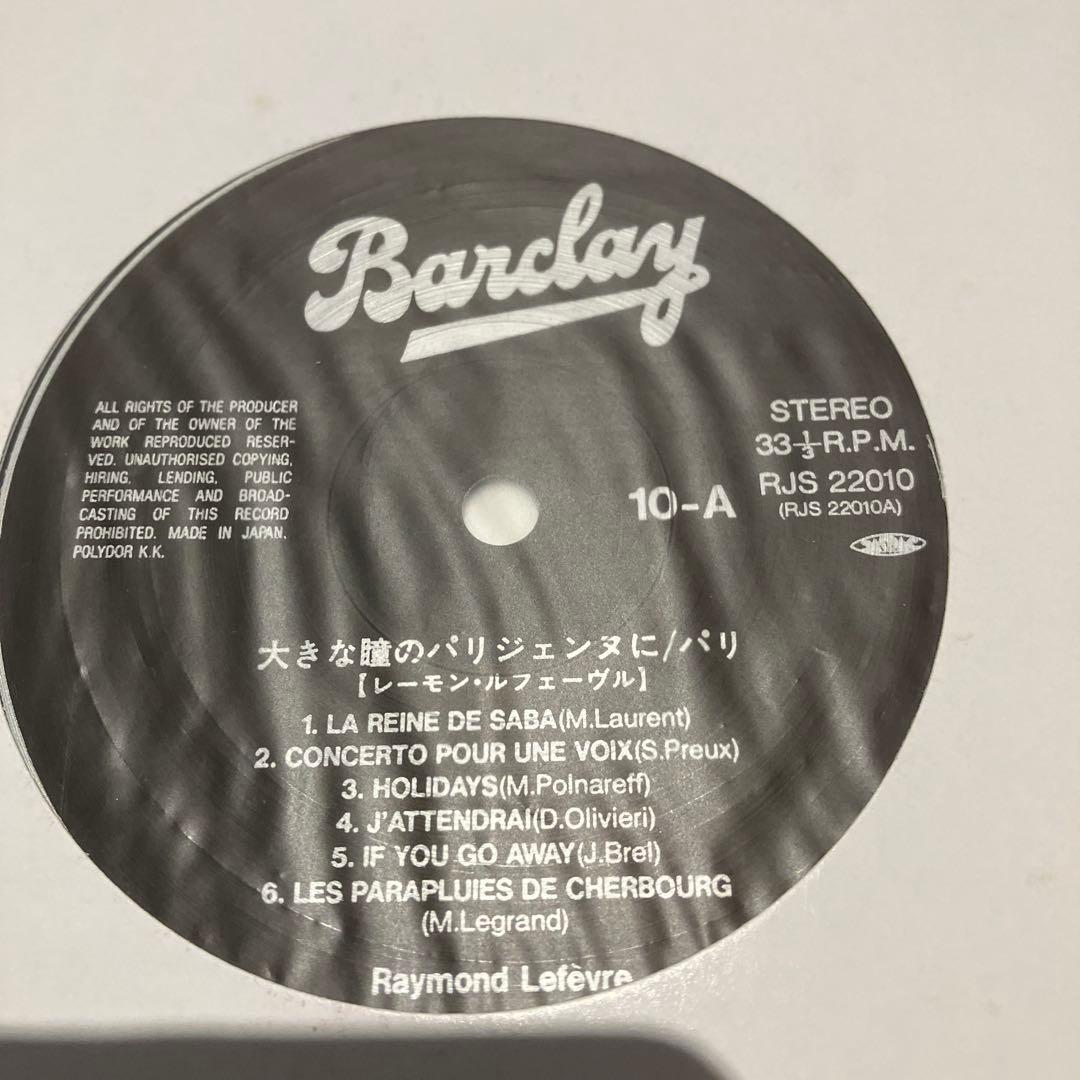 Barclay
ALL RIGHTS OF THE PRODUCER
AND OF THE OWNER OF THE
WORK REPRODUCED RESER-
VED. UNAUTHORISED COPYING,
HIRING, LENDING, PUBLIC
PERFORMANCE AND BROAD-
CASTING OF THIS RECORD
PROHIBITED. MADE IN JAPAN.
POLYDOR K.K.
STEREO
33 1/3 R.P.M.
RJS 22010
(RJS 22010A)
10-A
大きな瞳のパリジェンヌに/パリ
【レーモン・ルフェーヴル】
1. LA REINE DE SABA(M.Laurent)
2. CONCERTO POUR UNE VOIX(S.Preux)
3. HOLIDAYS(M.Polnareff)
4. J'ATTENDRAI(D.Olivieri)
5. IF YOU GO AWAY(J.Brel)
6. LES PARAPLUIES DE CHERBOURG
(M.Legrand)
Raymond Lefèvre